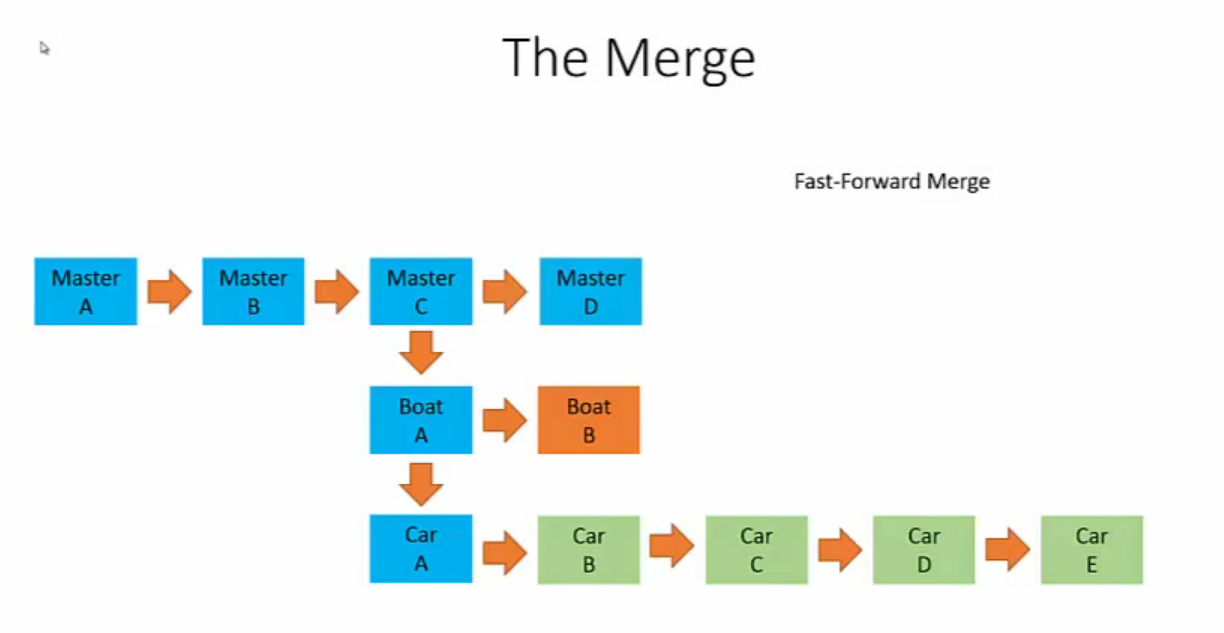 The Merge
Fast-Forward Merge
Master
A
Master
B
Master
C
Master
D
Boat
A
Boat
B
Car
A
Car
B
Car
C
Car
D
Car
E